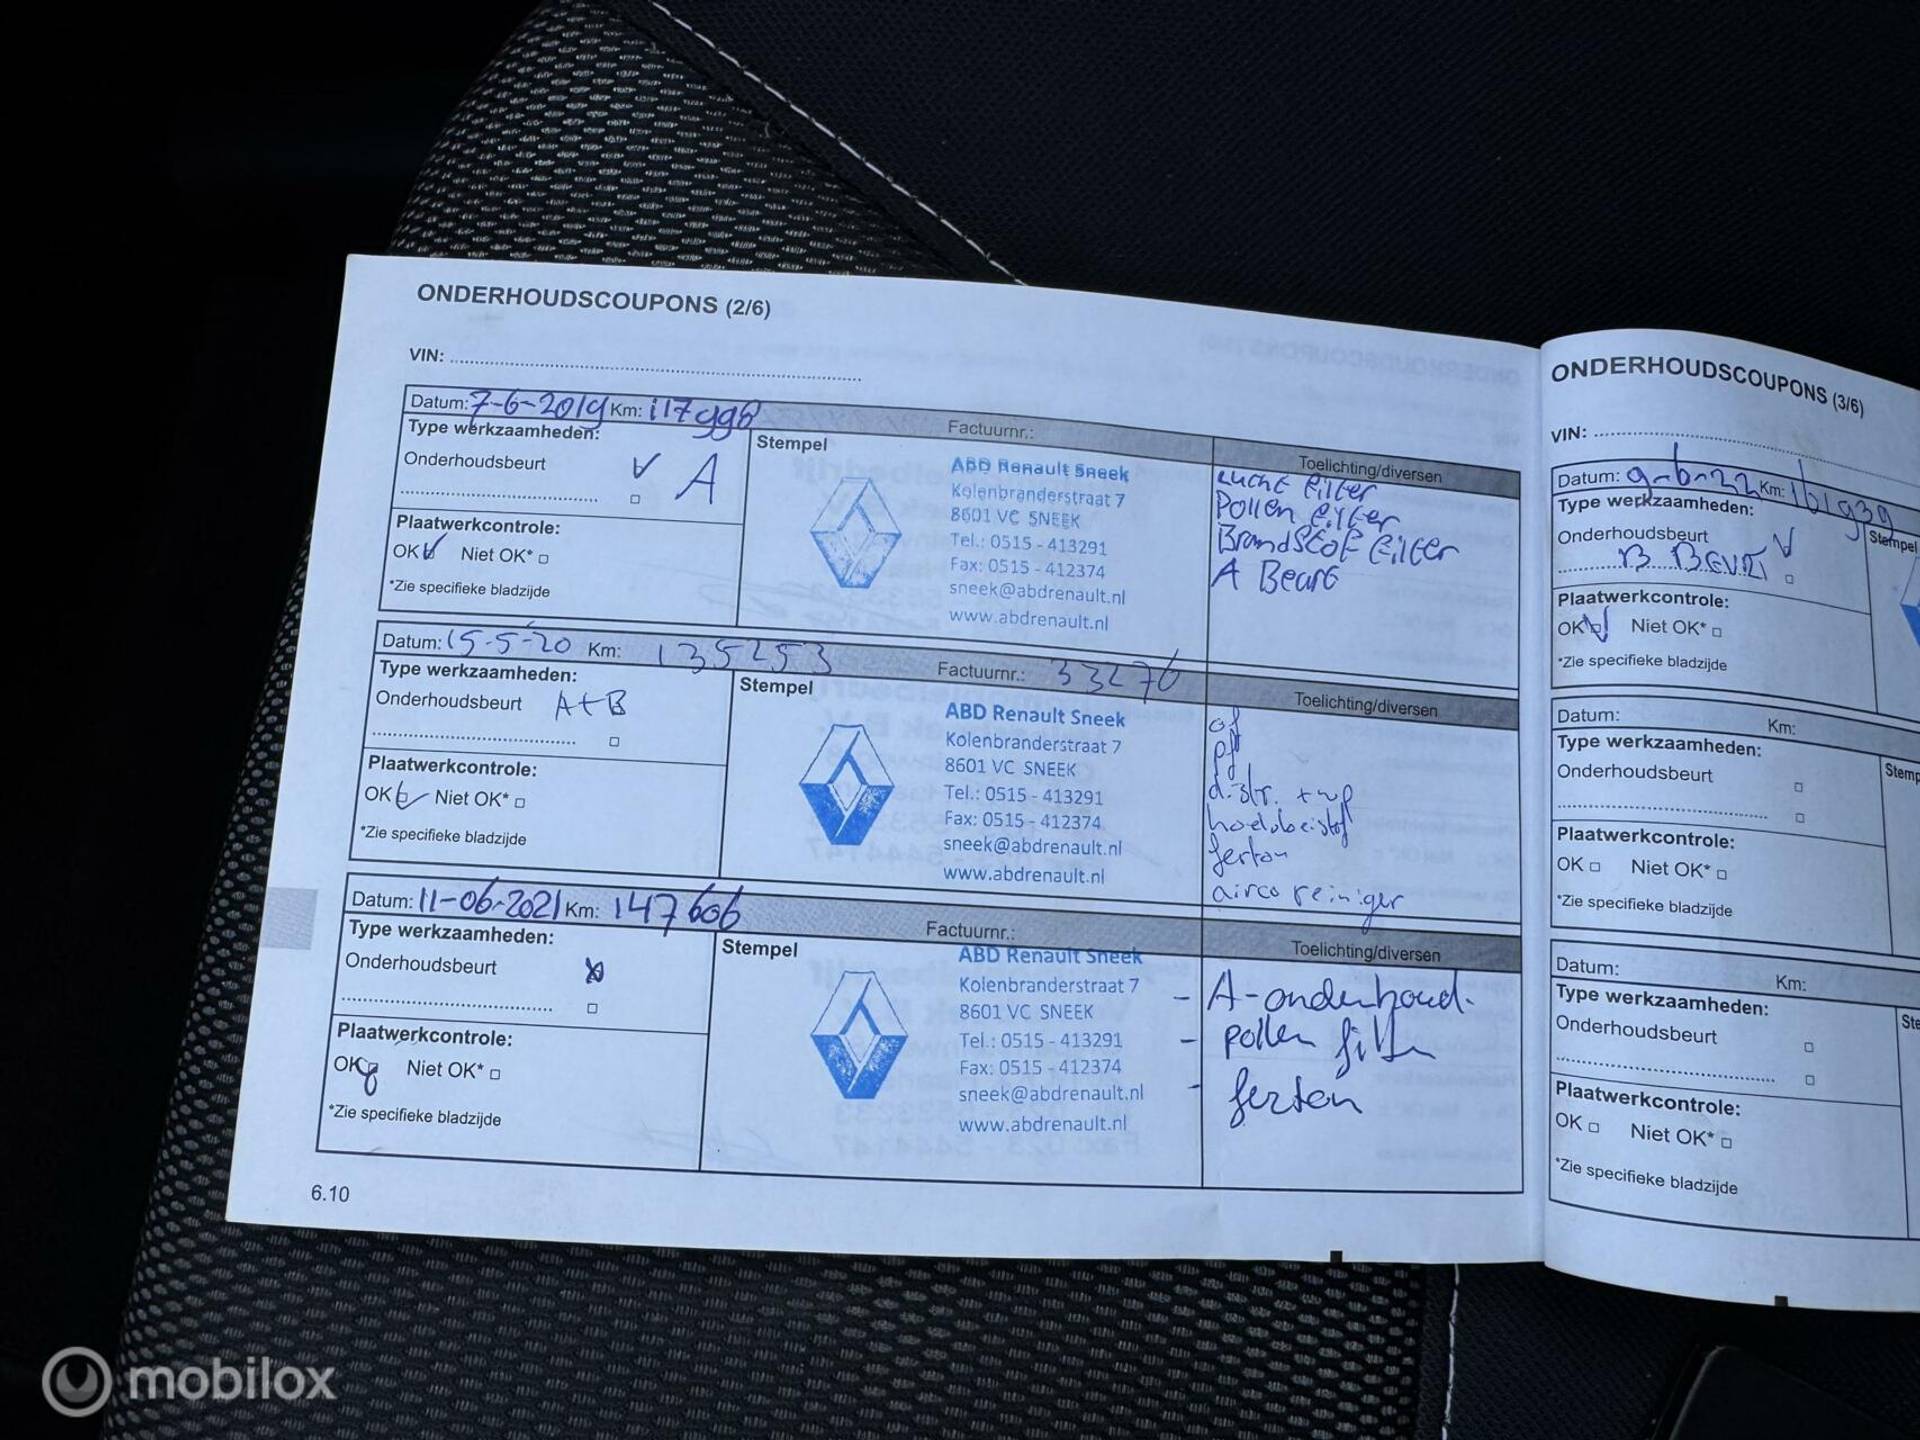 ONDERHOUDSCOUPONS (2/6)
VIN:
Datum: 7-6-2019 Km: 117998 Factuurnr.:
Type werkzaamheden:
Onderhoudsbeurt A
Plaatwerkcontrole:
OK Niet OK*
*Zie specifieke bladzijde
Stempel
ABD Renault Sneek
Kolenbranderstraat 7
8601 VC SNEEK
Tel.: 0515 - 413291
Fax: 0515 - 412374
sneek@abdrenault.nl
www.abdrenault.nl
Toelichting/diversen
Lucht filter
Pollen filter
Brandstof filter
A Beurt
Datum: 15-5-20 Km: 135253 Factuurnr.: 33276
Type werkzaamheden:
Onderhoudsbeurt A+B
Plaatwerkcontrole:
OK Niet OK*
*Zie specifieke bladzijde
Stempel
ABD Renault Sneek
Kolenbranderstraat 7
8601 VC SNEEK
Tel.: 0515 - 413291
Fax: 0515 - 412374
sneek@abdrenault.nl
www.abdrenault.nl
Toelichting/diversen
of
pf
distr. + wp
ferton
airco reiniger
Datum: 11-06-2021 Km: 147606 Factuurnr.:
Type werkzaamheden:
Onderhoudsbeurt
Plaatwerkcontrole:
OK Niet OK*
*Zie specifieke bladzijde
Stempel
ABD Renault Sneek
Kolenbranderstraat 7
8601 VC SNEEK
Tel.: 0515 - 413291
Fax: 0515 - 412374
sneek@abdrenault.nl
www.abdrenault.nl
Toelichting/diversen
- A-onderhoud.
- pollen filter
- ferton
6.10
ONDERHOUDSCOUPONS (3/6)
VIN:
Datum: 9-6-22 Km: 161939
Type werkzaamheden:
Onderhoudsbeurt
B BEURT
Plaatwerkcontrole:
OK Niet OK*
*Zie specifieke bladzijde
Stempel
Datum: Km:
Type werkzaamheden:
Onderhoudsbeurt
Plaatwerkcontrole:
OK Niet OK*
*Zie specifieke bladzijde
Stemp
Datum: Km:
Type werkzaamheden:
Onderhoudsbeurt
Plaatwerkcontrole:
OK Niet OK*
*Zie specifieke bladzijde
Ste
mobilox